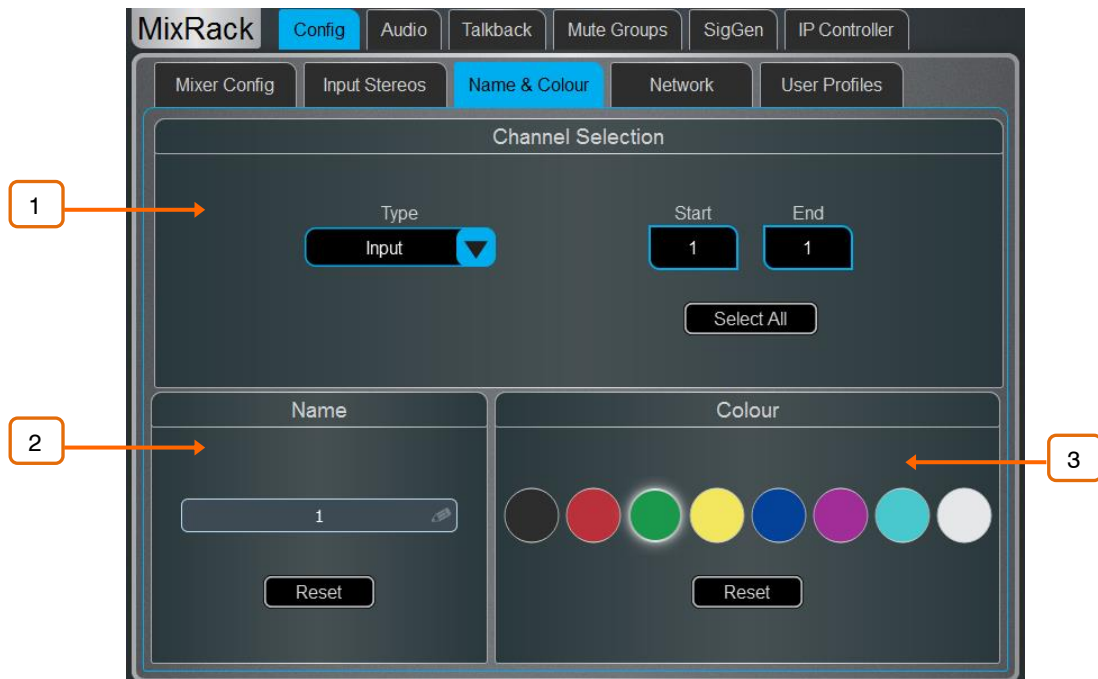 MixRack Config Audio Talkback Mute Groups SigGen IP Controller
Mixer Config Input Stereos Name & Colour Network User Profiles
Channel Selection
1
Type Start End
Input 1 1
Select All
Name Colour
2
3
1
Reset Reset